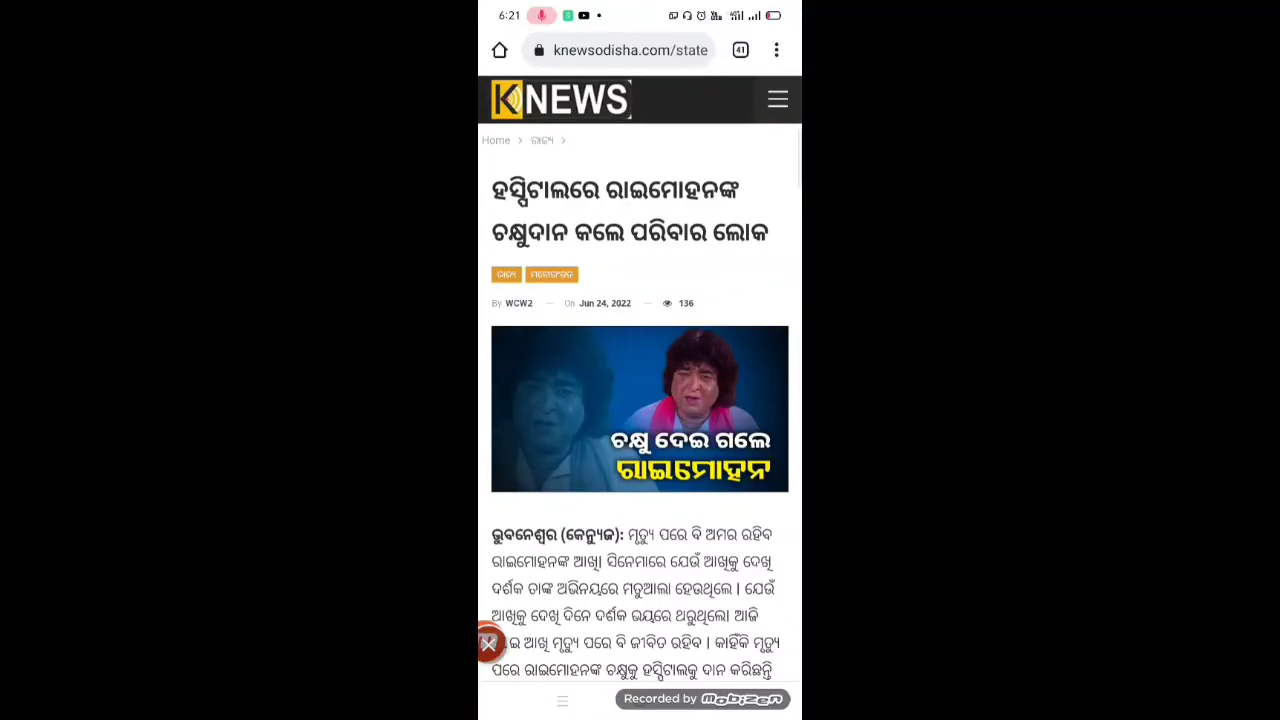 6:21
knewsodisha.com/state
41
KNEWS
Home > ରାଜ୍ୟ >
ହସ୍ପିଟାଲରେ ରାଇମୋହନଙ୍କ
ଚକ୍ଷୁଦାନ କଲେ ପରିବାର ଲୋକ
ରାଜ୍ୟ ମନୋରଂଜନ
By WCW2 — On Jun 24, 2022 — 136
ଚକ୍ଷୁ ଦେଇ ଗଲେ
ରାଇମୋହନ
ଭୁବନେଶ୍ୱର (କେନ୍ୟୁଜ): ମୃତ୍ୟୁ ପରେ ବି ଅମର ରହିବ
ରାଇମୋହନଙ୍କ ଆଖି। ସିନେମାରେ ଯେଉଁ ଆଖିକୁ ଦେଖି
ଦର୍ଶକ ତାଙ୍କ ଅଭିନୟରେ ମତୁଆଲା ହେଉଥିଲେ । ଯେଉଁ
ଆଖିକୁ ଦେଖି ଦିନେ ଦର୍ଶକ ଭୟରେ ଥରୁଥିଲେ। ଆଜି
ଆଖି ମୃତ୍ୟୁ ପରେ ବି ଜୀବିତ ରହିବ । କାହିଁକି ମୃତ୍ୟୁ
ପରେ ରାଇମୋହନଙ୍କ ଚକ୍ଷୁକୁ ହସ୍ପିଟାଲକୁ ଦାନ କରିଛନ୍ତି
Recorded by mobizen